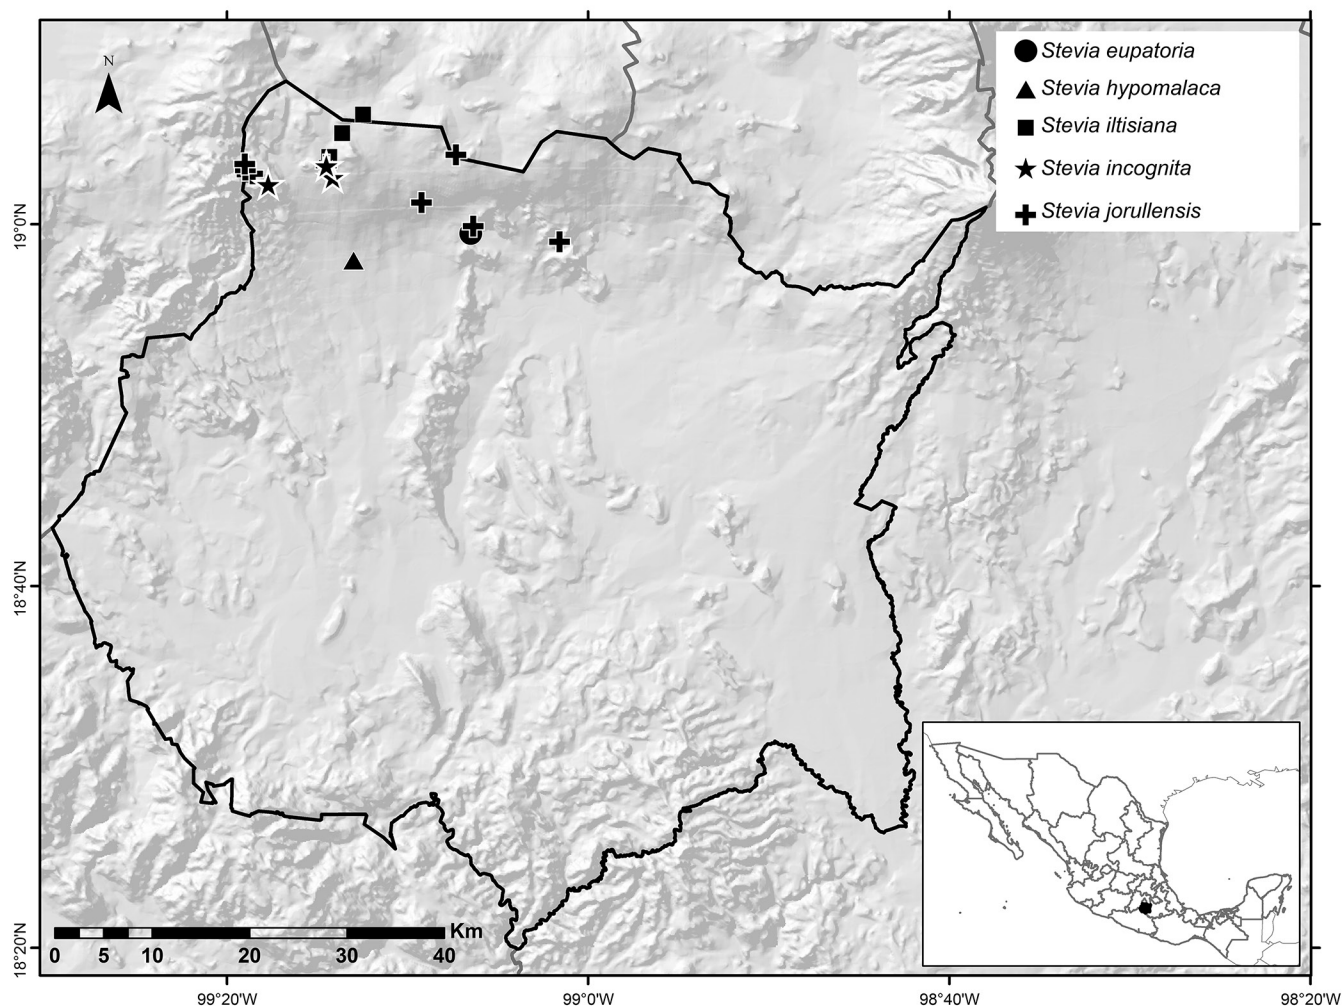 N
Stevia eupatoria
Stevia hypomalaca
Stevia iltisiana
Stevia incognita
Stevia jorullensis
19°0'N
18°40'N
18°20'N
Km
0 5 10 20 30 40
99°20'W 99°0'W 98°40'W 98°20'W